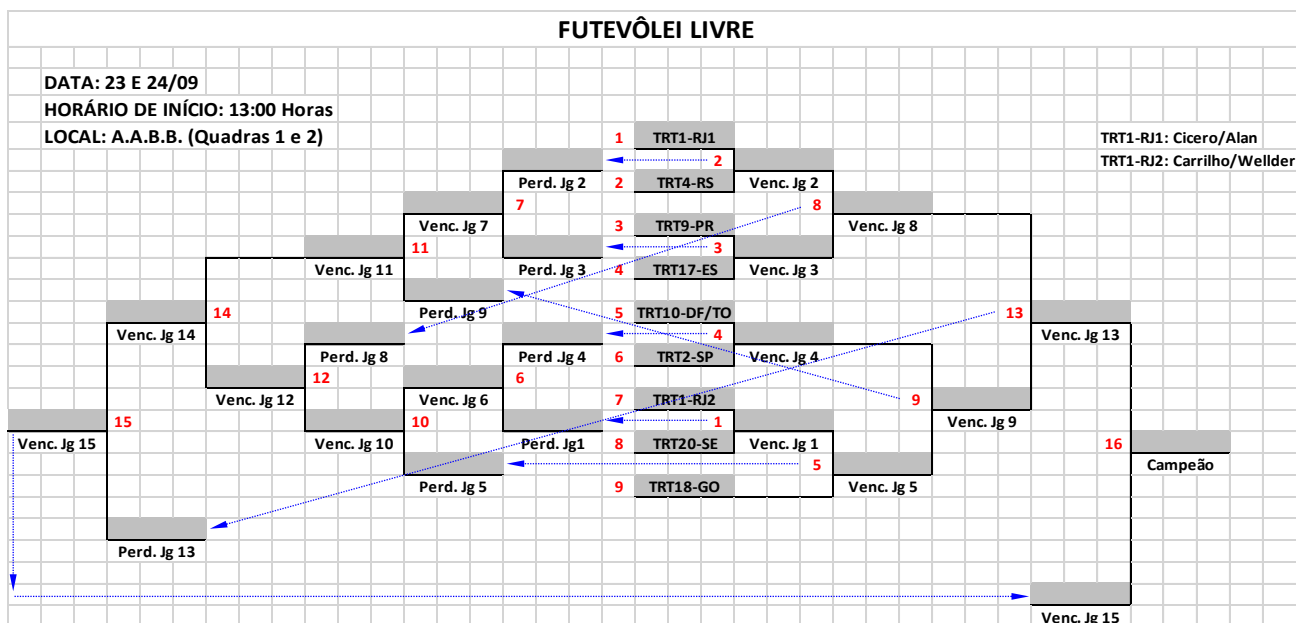 FUTEVÔLEI LIVRE
DATA: 23 E 24/09
HORÁRIO DE INÍCIO: 13:00 Horas
LOCAL: A.A.B.B. (Quadras 1 e 2)
1 TRT1-RJ1
TRT1-RJ1: Cicero/Alan
2
TRT1-RJ2: Carrilho/Wellder
Perd. Jg 2 2 TRT4-RS Venc. Jg 2
7 8
Venc. Jg 7 3 TRT9-PR Venc. Jg 8
11 3
Venc. Jg 11 Perd. Jg 3 4 TRT17-ES Venc. Jg 3
Perd. Jg 9 5 TRT10-DF/TO
14 13
Venc. Jg 14 4 Venc. Jg 13
Perd. Jg 8 Perd. Jg 4 6 TRT2-SP Venc. Jg 4
12 6
Venc. Jg 12 Venc. Jg 6 7 TRT1-RJ2 9
15 10 1 Venc. Jg 9
Venc. Jg 15 Venc. Jg 10 Perd. Jg1 8 TRT20-SE Venc. Jg 1 16
5 Campeão
Perd. Jg 5 9 TRT18-GO Venc. Jg 5
Perd. Jg 13
Venc. Jg 15